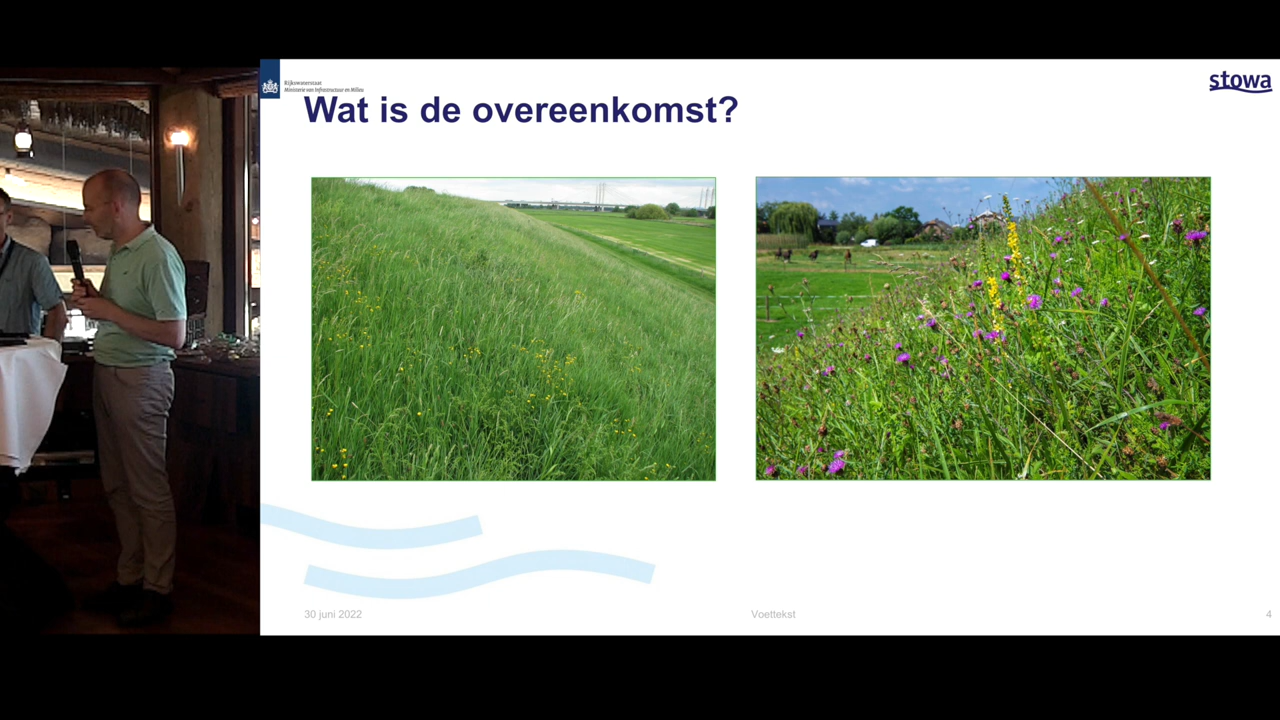 Rijkswaterstaat
Ministerie van Infrastructuur en Milieu
stowa
Wat is de overeenkomst?
30 juni 2022
Voettekst
4